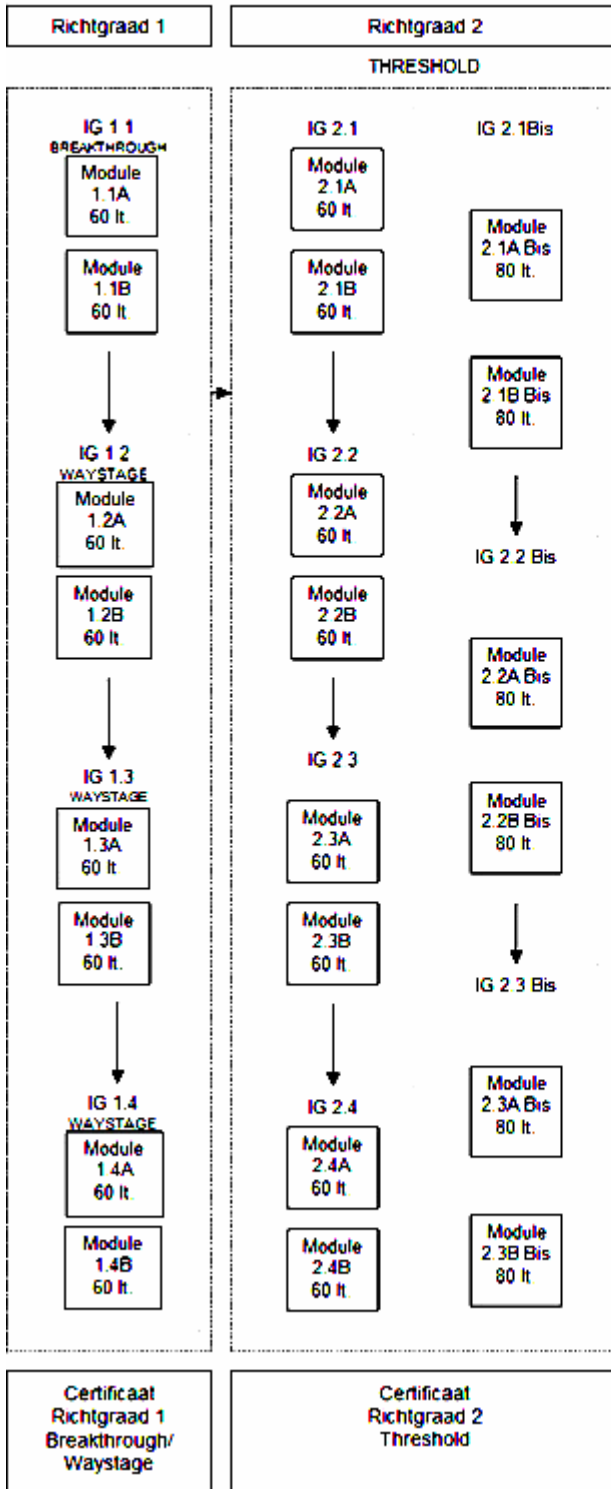 Richtgraad 1
Richtgraad 2
THRESHOLD
IG 1 1
BREAKTHROUGH
Module
1.1A
60 lt.
Module
1.1B
60 lt.
IG 1 2
WAYSTAGE
Module
1.2A
60 lt.
Module
1 2B
60 lt
IG 1.3
WAYSTAGE
Module
1.3A
60 lt
Module
1 3B
60 lt.
IG 1.4
WAYSTAGE
Module
1 4A
60 lt.
Module
1.4B
60 lt.
IG 2.1
Module
2.1A
60 lt
Module
2.1B
60 lt
IG 2.2
Module
2 2A
60 lt
Module
2.2B
60 lt
IG 2 3
Module
2.3A
60 lt
Module
2.3B
60 lt
IG 2.4
Module
2.4A
60 lt
Module
2.4B
60 lt.
IG 2.1Bis
Module
2.1A Bis
80 lt.
Module
2 1B Bis
80 lt.
IG 2.2 Bis
Module
2.2A Bis
80 lt.
Module
2.2B Bis
80 lt.
IG 2 3 Bis
Module
2.3A Bis
80 lt.
Module
2.3B Bis
80 lt
Certificaat
Richtgraad 1
Breakthrough/
Waystage
Certificaat
Richtgraad 2
Threshold